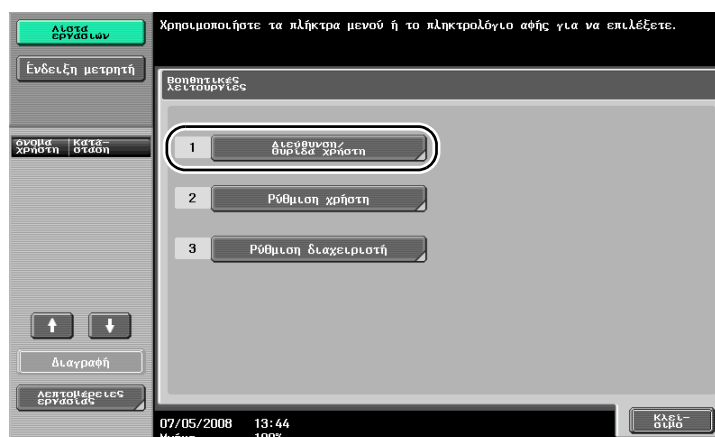 Λίστα
εργασιών
Χρησιμοποιήστε τα πλήκτρα μενού ή το πληκτρολόγιο αφής για να επιλέξετε.
Ένδειξη μετρητή
Βοηθητικές
λειτουργίες
όνομα
χρήστη
Κατά-
σταση
1
Διεύθυνση/
θυρίδα χρήστη
2
Ρύθμιση χρήστη
3
Ρύθμιση διαχειριστή
Διαγραφή
Λεπτομέρειες
εργασίας
07/05/2008 13:44
Μνήμη 100%
Κλεί-
σιμο